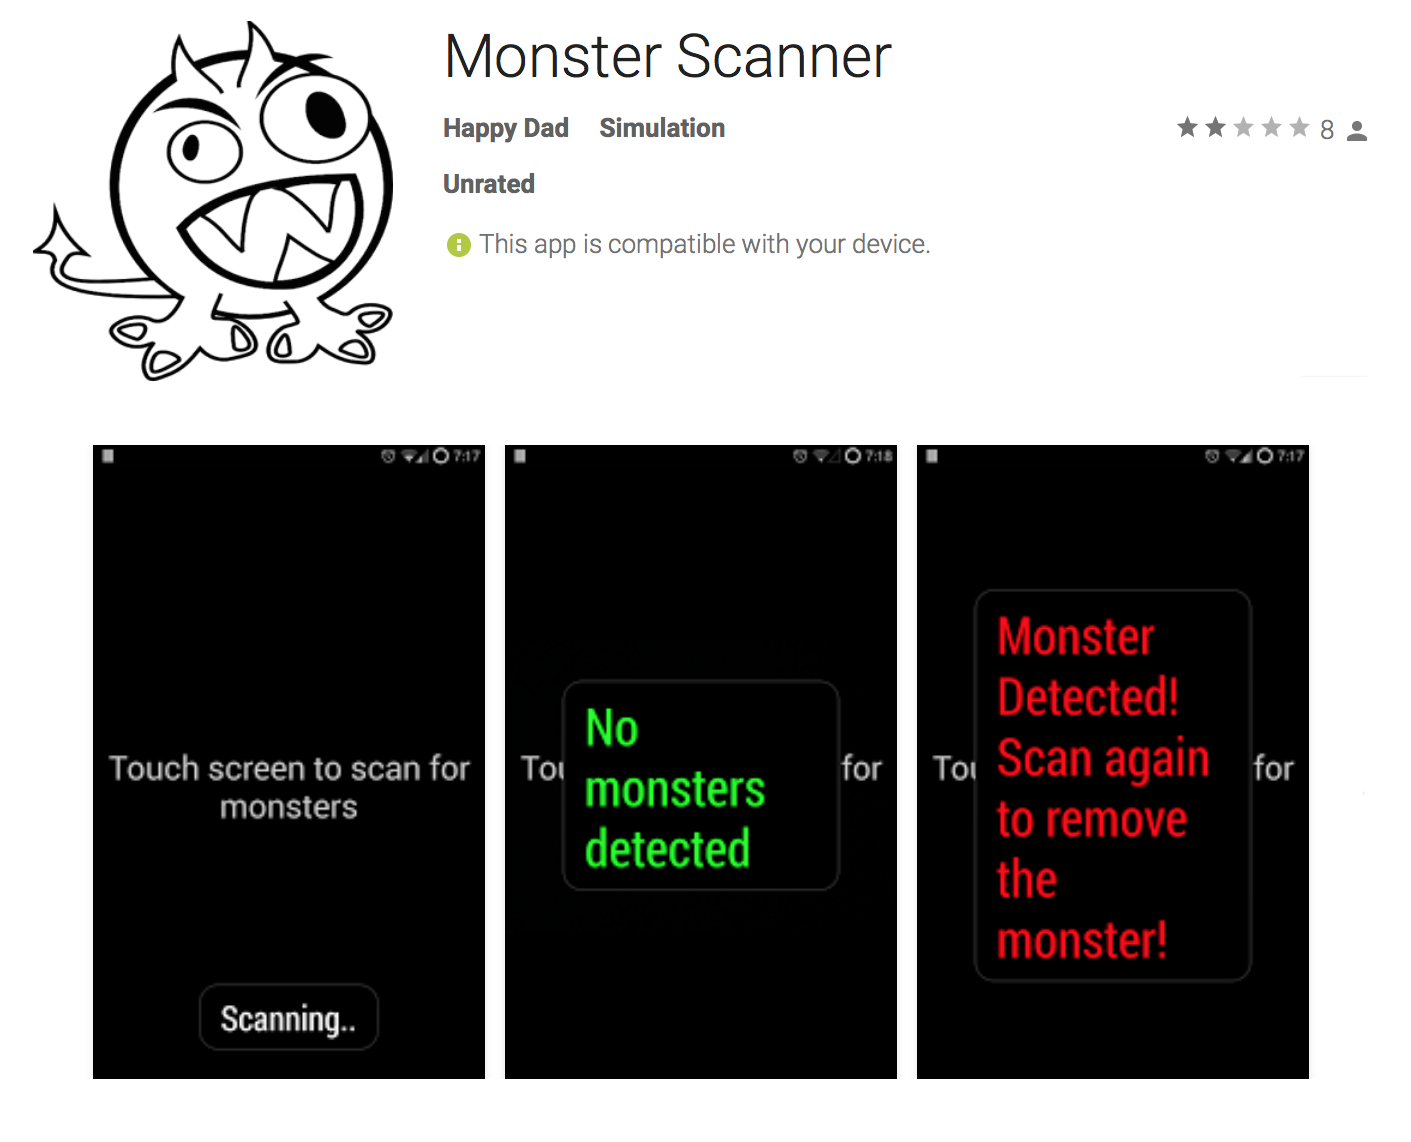 Monster Scanner
Happy Dad Simulation
8
Unrated
This app is compatible with your device.
7:17
Touch screen to scan for
monsters
Scanning..
7:18
Tou
for
No
monsters
detected
7:17
Tou
for
Monster
Detected!
Scan again
to remove
the
monster!